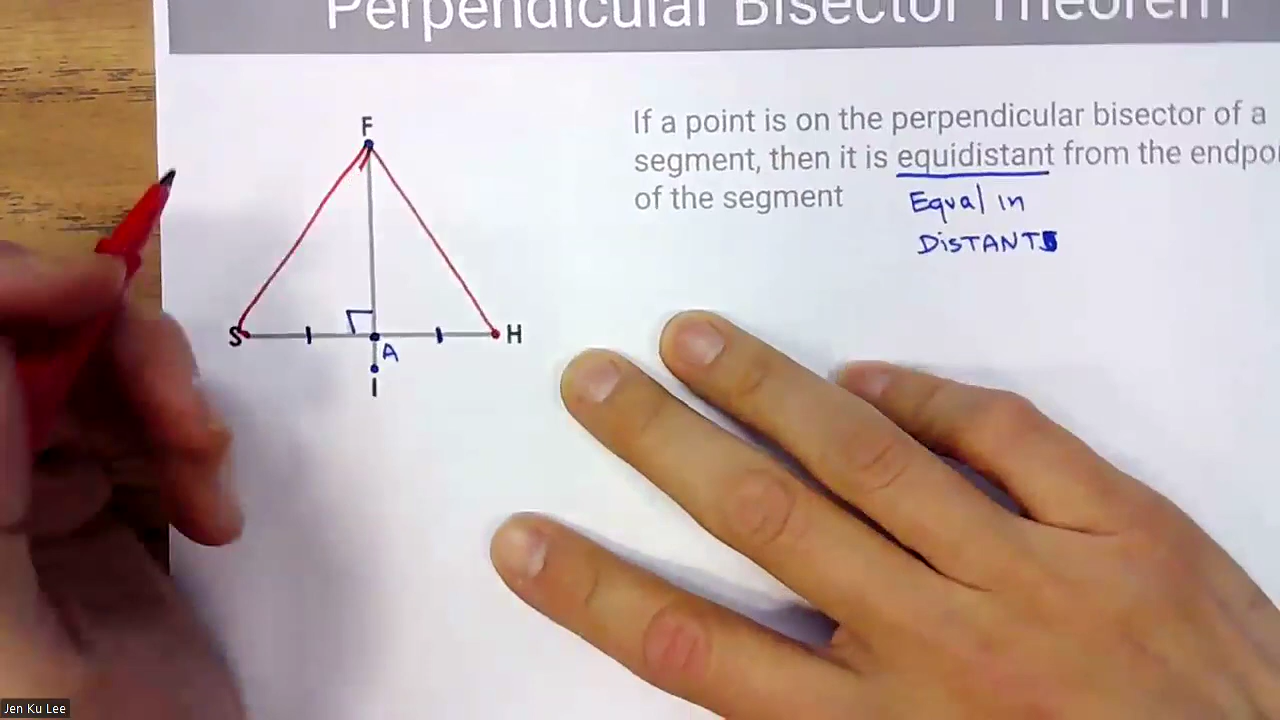 Perpendicular Bisector Theorem
If a point is on the perpendicular bisector of a
segment, then it is equidistant from the endpoi
of the segment
Equal in
DISTANTS
F
S
H
A
I
Jen Ku Lee